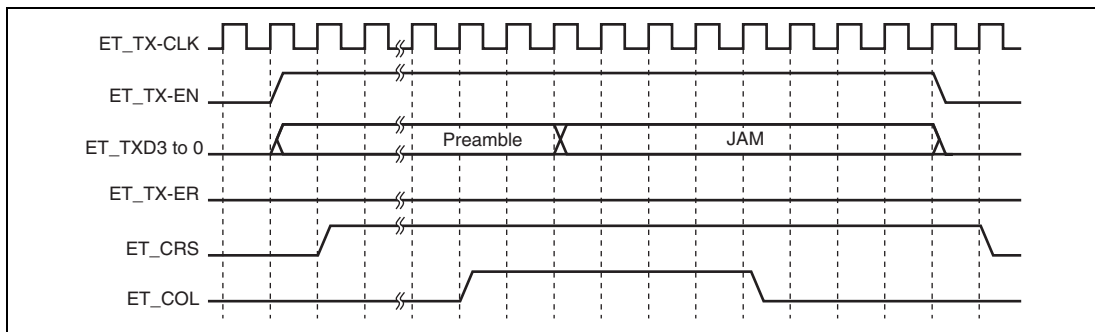 ET_TX-CLK
ET_TX-EN
ET_TXD3 to 0
Preamble
JAM
ET_TX-ER
ET_CRS
ET_COL